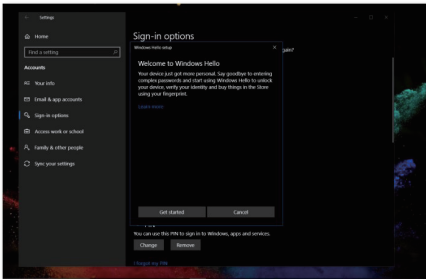 Settings
Home
Find a setting
Accounts
Your info
Email & app accounts
Sign-in options
Access work or school
Family & other people
Sync your settings
Sign-in options
Windows Hello setup
Welcome to Windows Hello
Your device just got more personal. Say goodbye to entering
complex passwords and start using Windows Hello to unlock
your device, verify your identity and buy things in the Store
using your fingerprint.
Learn more
Get started
Cancel
You can use this PIN to sign in to Windows, apps and services.
Change
Remove
I forgot my PIN